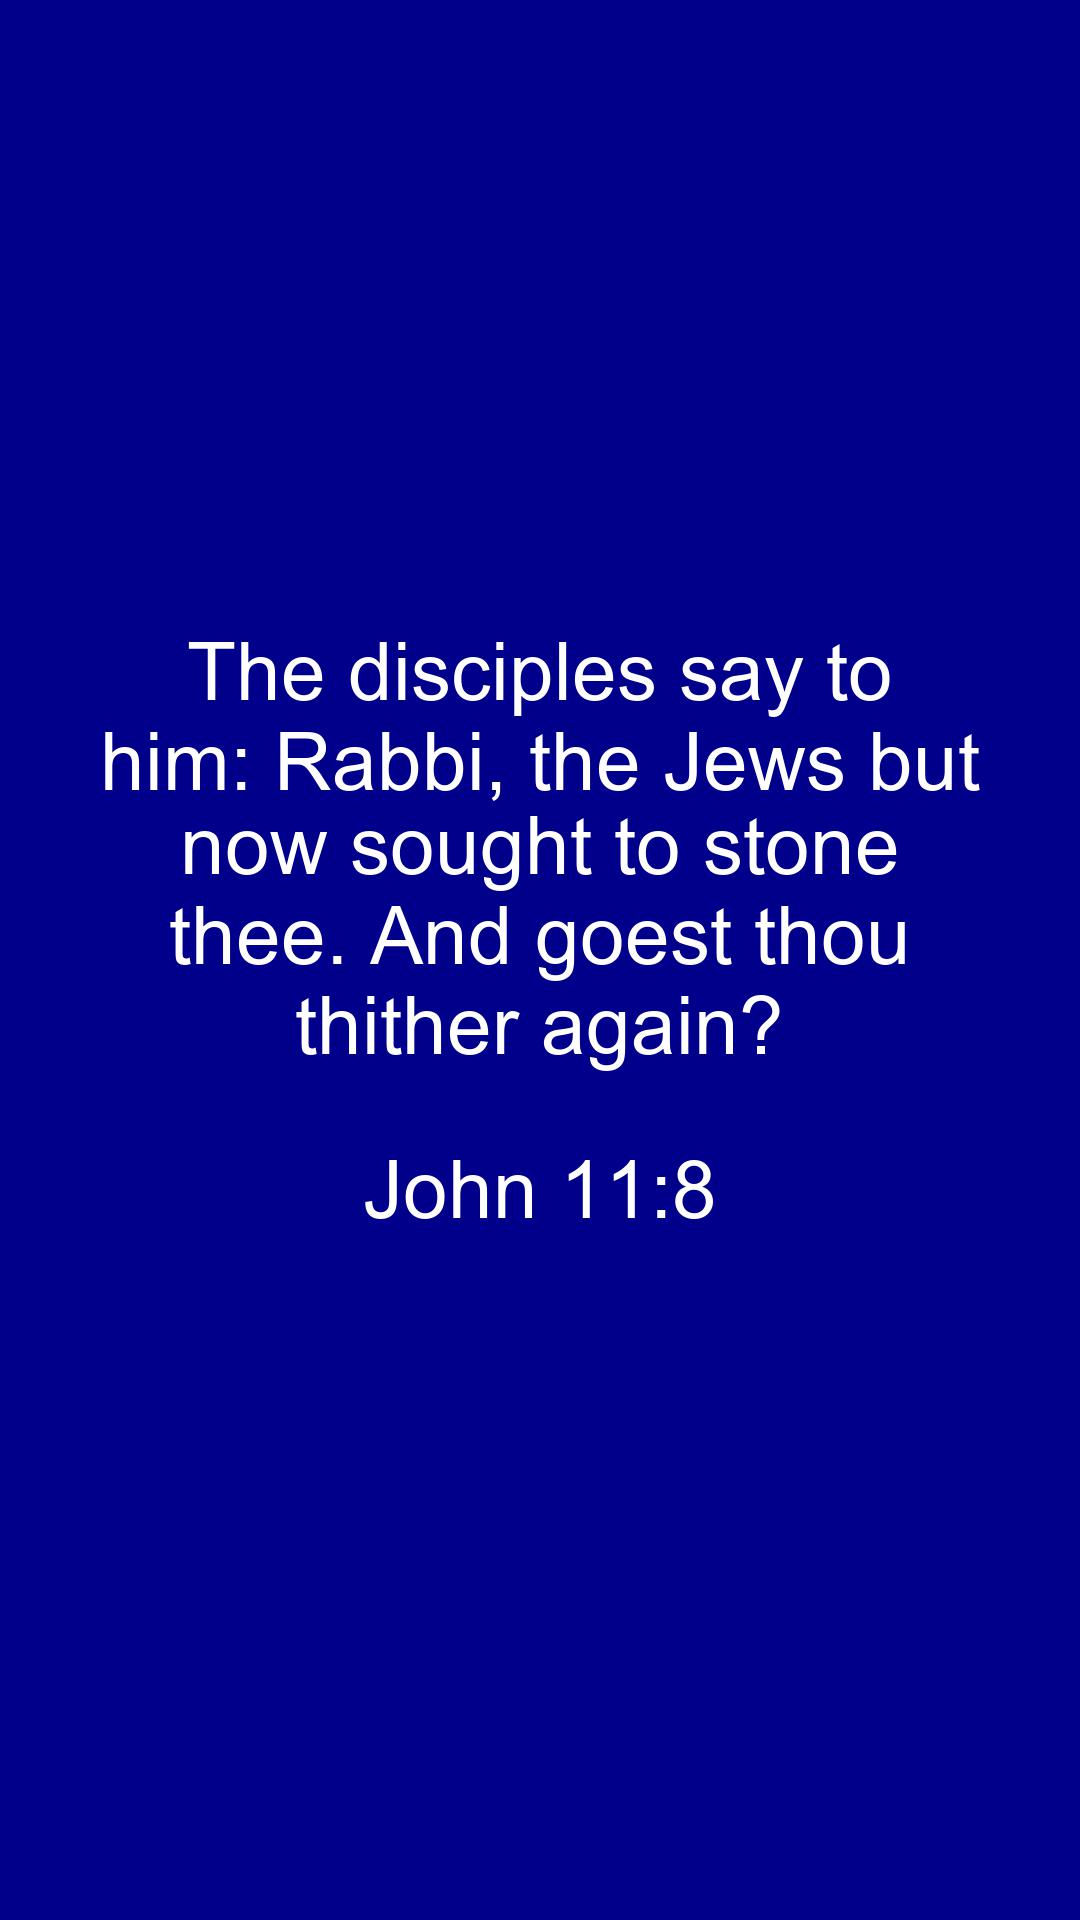 The disciples say to
him: Rabbi, the Jews but
now sought to stone
thee. And goest thou
thither again?
John 11:8